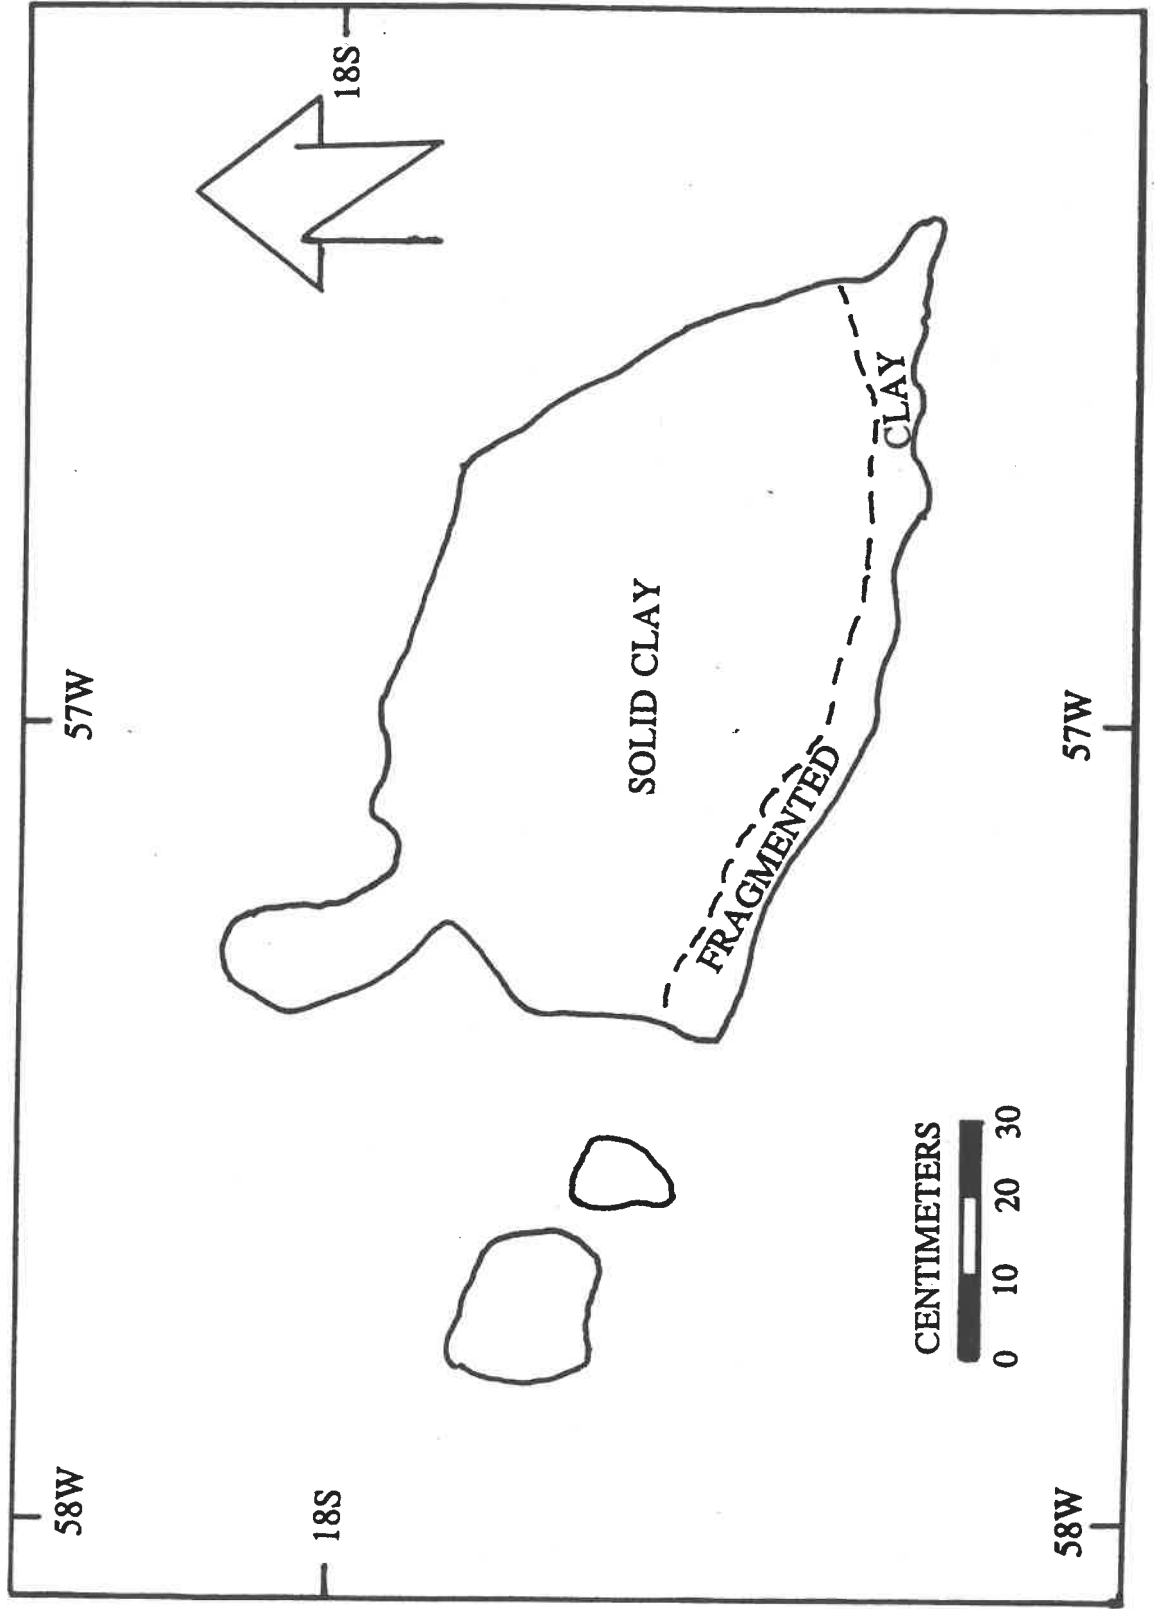 58W 57W
N
18S 18S
SOLID CLAY
FRAGMENTED
CLAY
CENTIMETERS
0 10 20 30
58W 57W